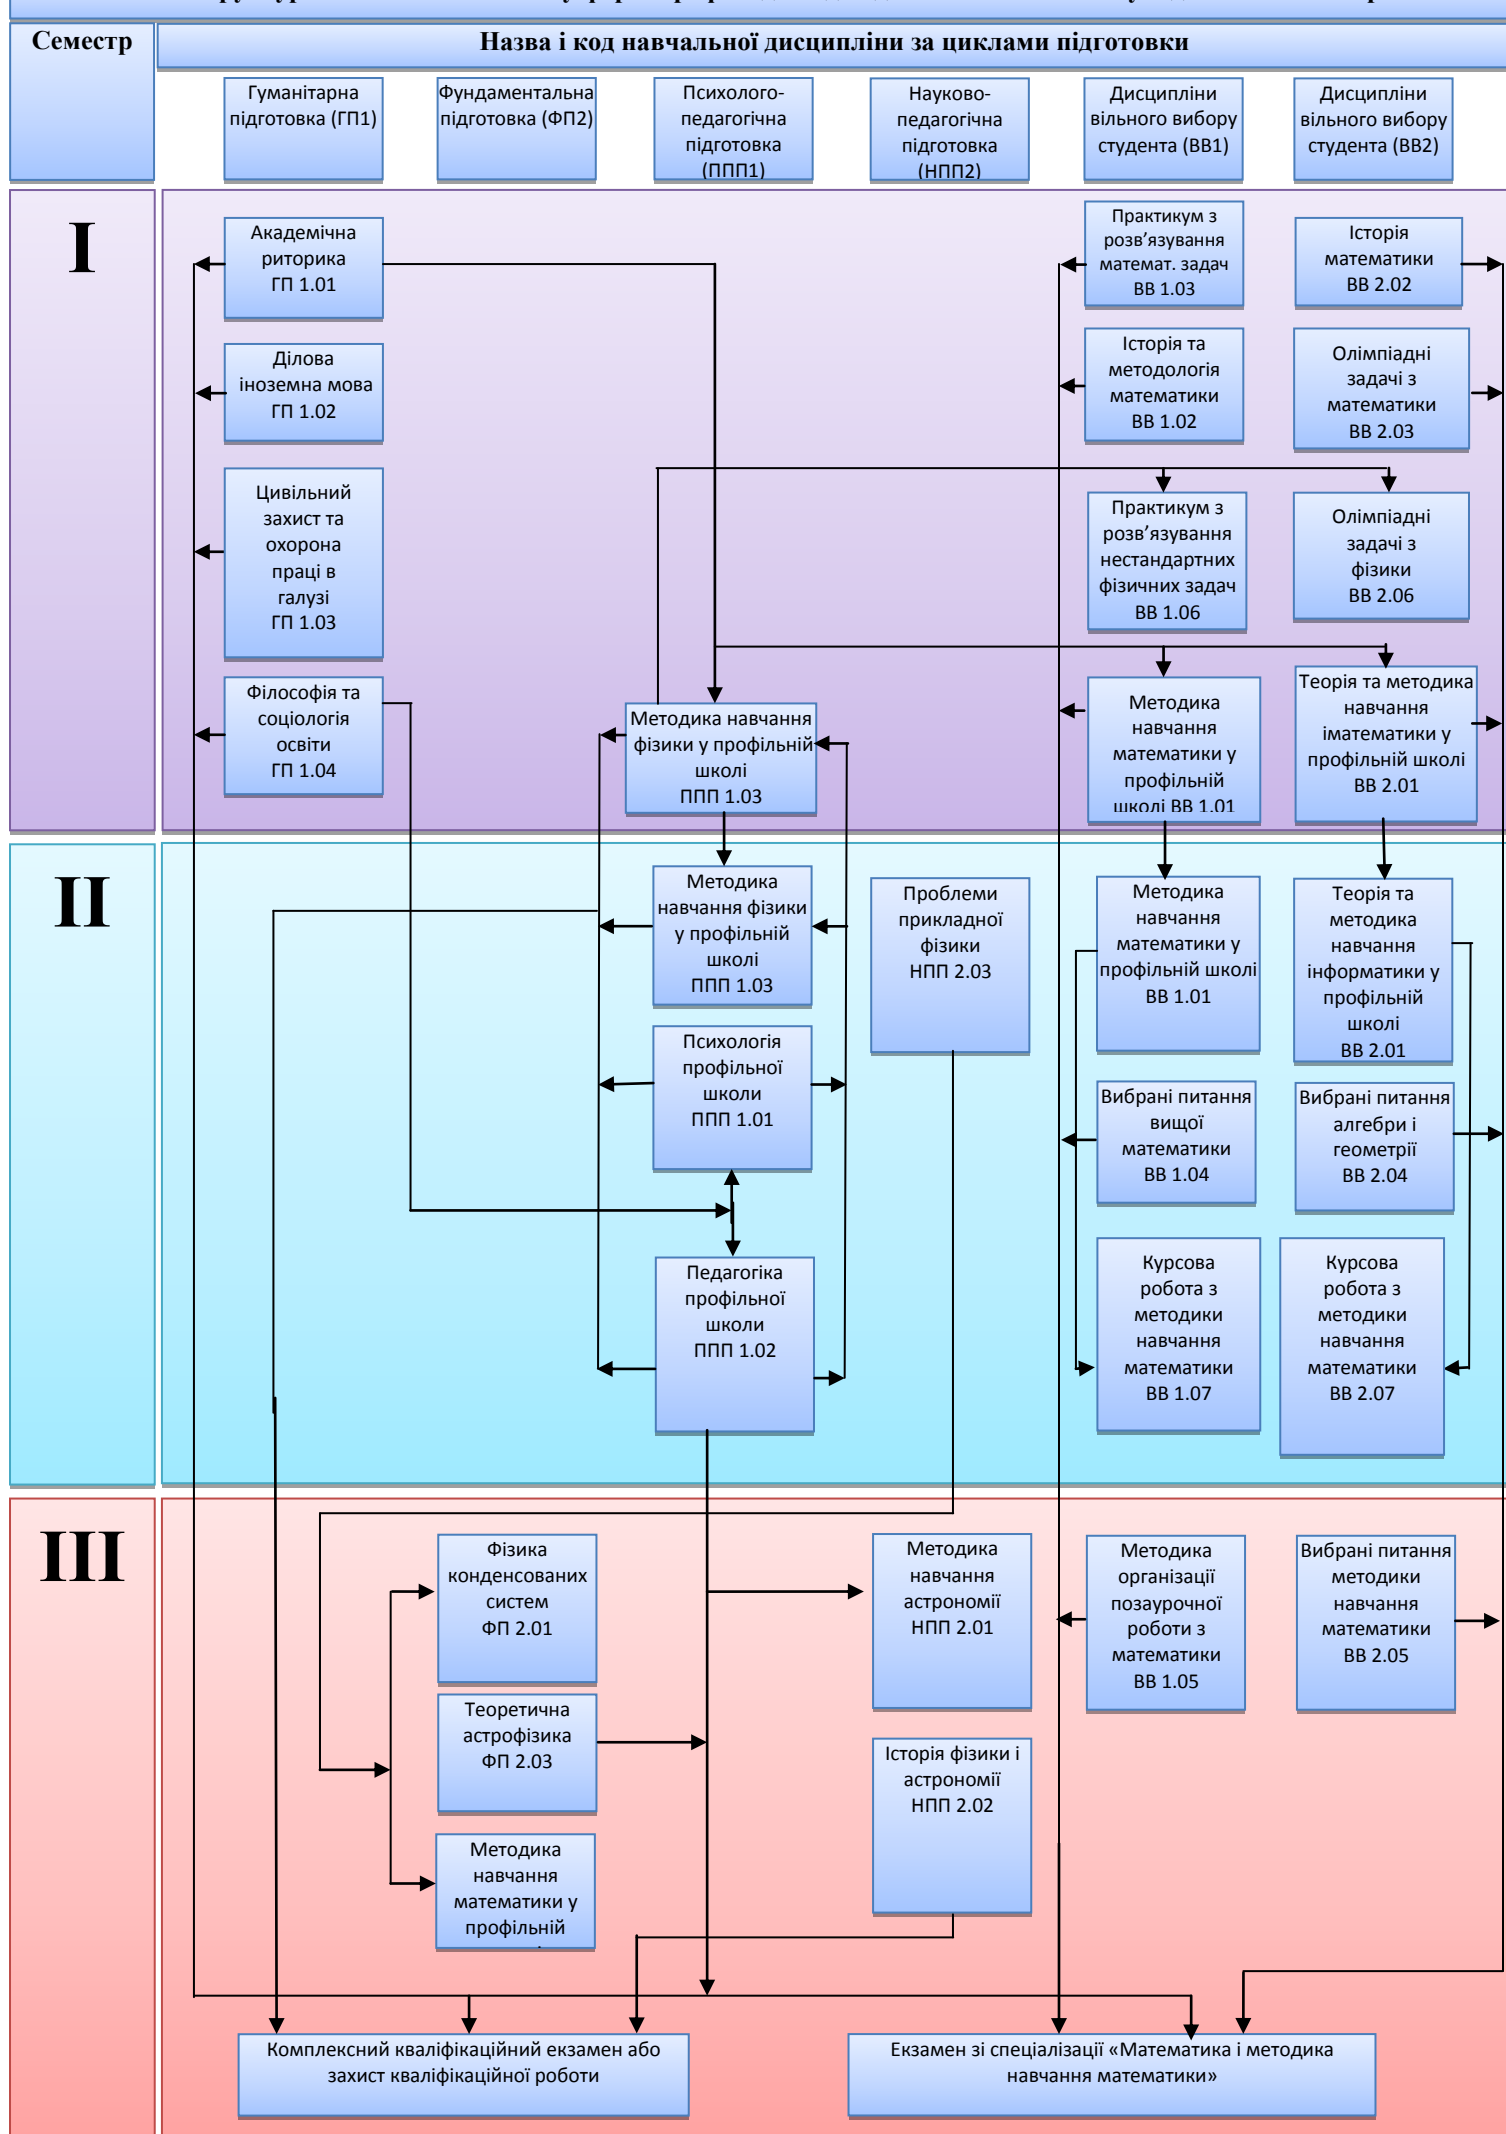 Семестр
Назва і код навчальної дисципліни за циклами підготовки
Гуманітарна
підготовка (ГП1)
Фундаментальна
підготовка (ФП2)
Психолого-
педагогічна
підготовка
(ППП1)
Науково-
педагогічна
підготовка
(НПП2)
Дисципліни
вільного вибору
студента (ВВ1)
Дисципліни
вільного вибору
студента (ВВ2)
I
Академічна
риторика
ГП 1.01
Практикум з
розв’язування
математ. задач
ВВ 1.03
Історія
математики
ВВ 2.02
Ділова
іноземна мова
ГП 1.02
Історія та
методологія
математики
ВВ 1.02
Олімпіадні
задачі з
математики
ВВ 2.03
Цивільний
захист та
охорона
праці в
галузі
ГП 1.03
Практикум з
розв’язування
нестандартних
фізичних задач
ВВ 1.06
Олімпіадні
задачі з
фізики
ВВ 2.06
Філософія та
соціологія
освіти
ГП 1.04
Методика навчання
фізики у профільній
школі
ППП 1.03
Методика
навчання
математики у
профільній
школі ВВ 1.01
Теорія та методика
навчання
іматематики у
профільній школі
ВВ 2.01
II
Методика
навчання фізики
у профільній
школі
ППП 1.03
Проблеми
прикладної
фізики
НПП 2.03
Методика
навчання
математики у
профільній школі
ВВ 1.01
Теорія та
методика
навчання
інформатики у
профільній
школі
ВВ 2.01
Психологія
профільної
школи
ППП 1.01
Вибрані питання
вищої
математики
ВВ 1.04
Вибрані питання
алгебри і
геометрії
ВВ 2.04
Педагогіка
профільної
школи
ППП 1.02
Курсова
робота з
методики
навчання
математики
ВВ 1.07
Курсова
робота з
методики
навчання
математики
ВВ 2.07
III
Фізика
конденсованих
систем
ФП 2.01
Методика
навчання
астрономії
НПП 2.01
Методика
організації
позаурочної
роботи з
математики
ВВ 1.05
Вибрані питання
методики
навчання
математики
ВВ 2.05
Теоретична
астрофізика
ФП 2.03
Історія фізики і
астрономії
НПП 2.02
Методика
навчання
математики у
профільній
Комплексний кваліфікаційний екзамен або
захист кваліфікаційної роботи
Екзамен зі спеціалізації «Математика і методика
навчання математики»